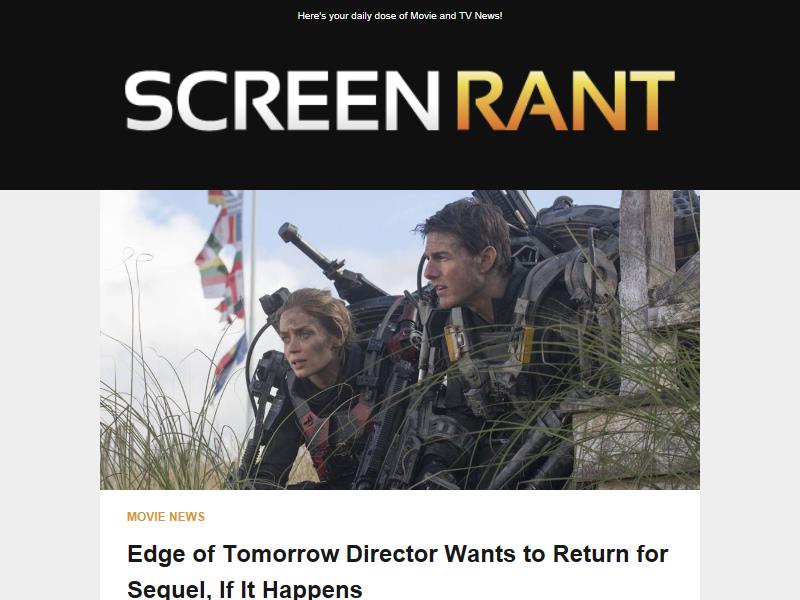 Here's your daily dose of Movie and TV News!
SCREEN RANT
MOVIE NEWS
Edge of Tomorrow Director Wants to Return for
Sequel, If It Happens